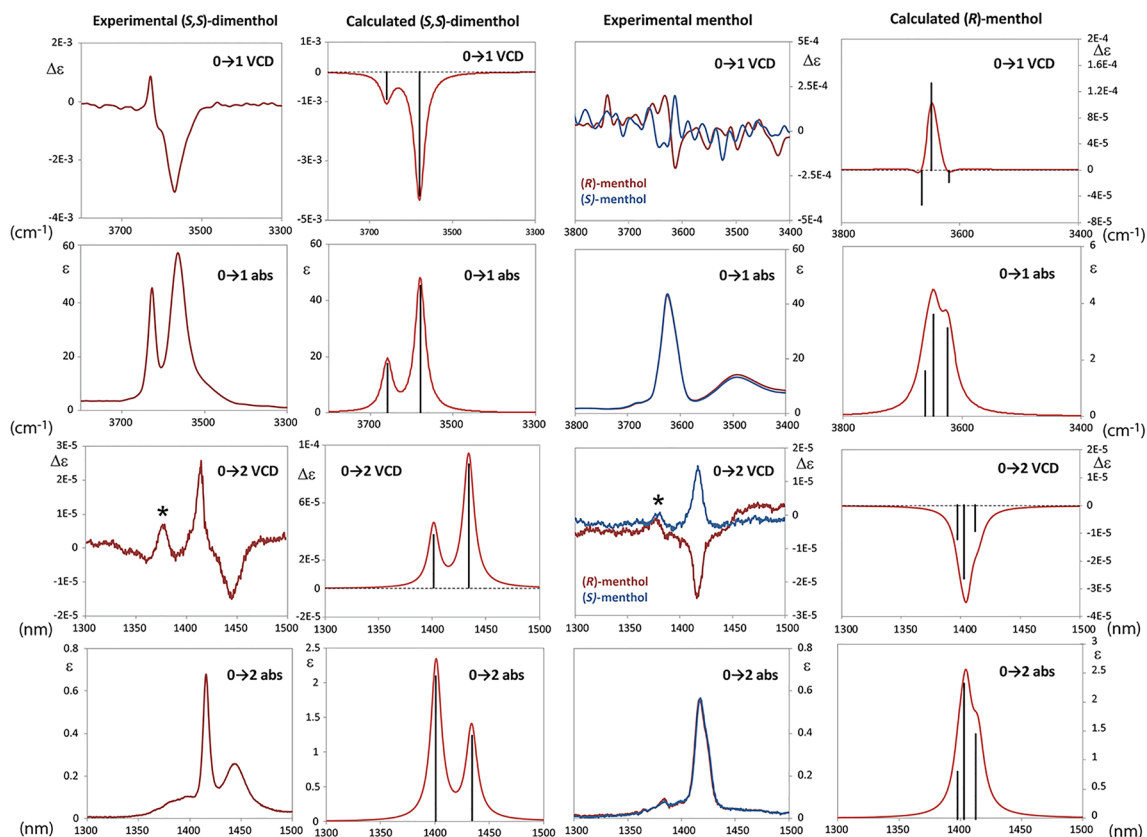 Experimental (S,S)-dimenthol
Calculated (S,S)-dimenthol
Experimental menthol
Calculated (R)-menthol
2E-3
Δε
0
-2E-3
-4E-3
0→1 VCD
3700
3500
3300
(cm-1)
1E-3
Δε
0
-1E-3
-3E-3
-5E-3
0→1 VCD
3700
3500
3300
5E-4
Δε
2.5E-4
0
-2.5E-4
-5E-4
0→1 VCD
(R)-menthol
(S)-menthol
3800
3700
3600
3500
3400
2E-4
Δε
1.6E-4
1.2E-4
8E-5
4E-5
0
-4E-5
-8E-5
0→1 VCD
3800
3600
3400
(cm-1)
60
ε
40
20
0
0→1 abs
3700
3500
3300
(cm-1)
60
ε
40
20
0
0→1 abs
3700
3500
3300
60
ε
40
20
0
0→1 abs
3800
3700
3600
3500
3400
6
ε
4
2
0
0→1 abs
3800
3600
3400
(cm-1)
3E-5
Δε
2E-5
1E-5
0
-1E-5
-2E-5
0→2 VCD
*
1300
1350
1400
1450
1500
(nm)
1E-4
Δε
6E-5
2E-5
0
-2E-5
0→2 VCD
1300
1350
1400
1450
1500
2E-5
Δε
1E-5
0
-1E-5
-2E-5
-3E-5
0→2 VCD
*
(R)-menthol
(S)-menthol
1300
1350
1400
1450
1500
1E-5
Δε
0
-1E-5
-2E-5
-3E-5
-4E-5
0→2 VCD
1300
1350
1400
1450
1500
(nm)
0.8
ε
0.6
0.4
0.2
0
0→2 abs
1300
1350
1400
1450
1500
(nm)
2.5
ε
2
1.5
1
0.5
0
0→2 abs
1300
1350
1400
1450
1500
0.8
ε
0.6
0.4
0.2
0
0→2 abs
1300
1350
1400
1450
1500
3
ε
2.5
2
1.5
1
0.5
0
0→2 abs
1300
1350
1400
1450
1500
(nm)